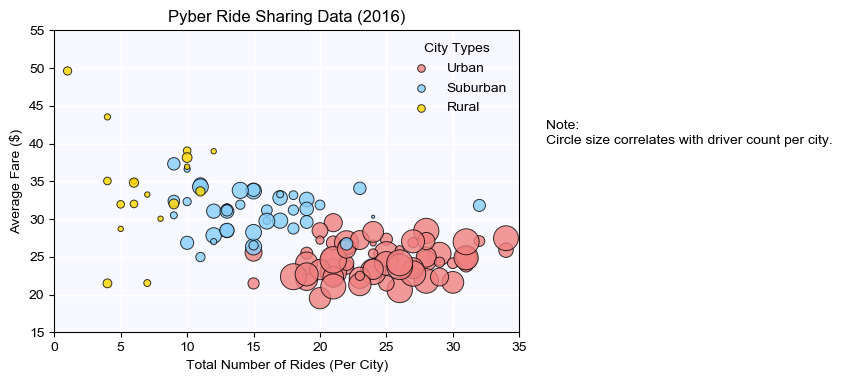 Pyber Ride Sharing Data (2016)
55
50
45
40
35
30
25
20
15
Average Fare ($)
City Types
Urban
Suburban
Rural
Note:
Circle size correlates with driver count per city.
0 5 10 15 20 25 30 35
Total Number of Rides (Per City)